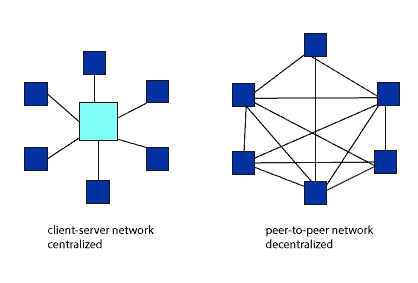 client-server network
centralized
peer-to-peer network
decentralized